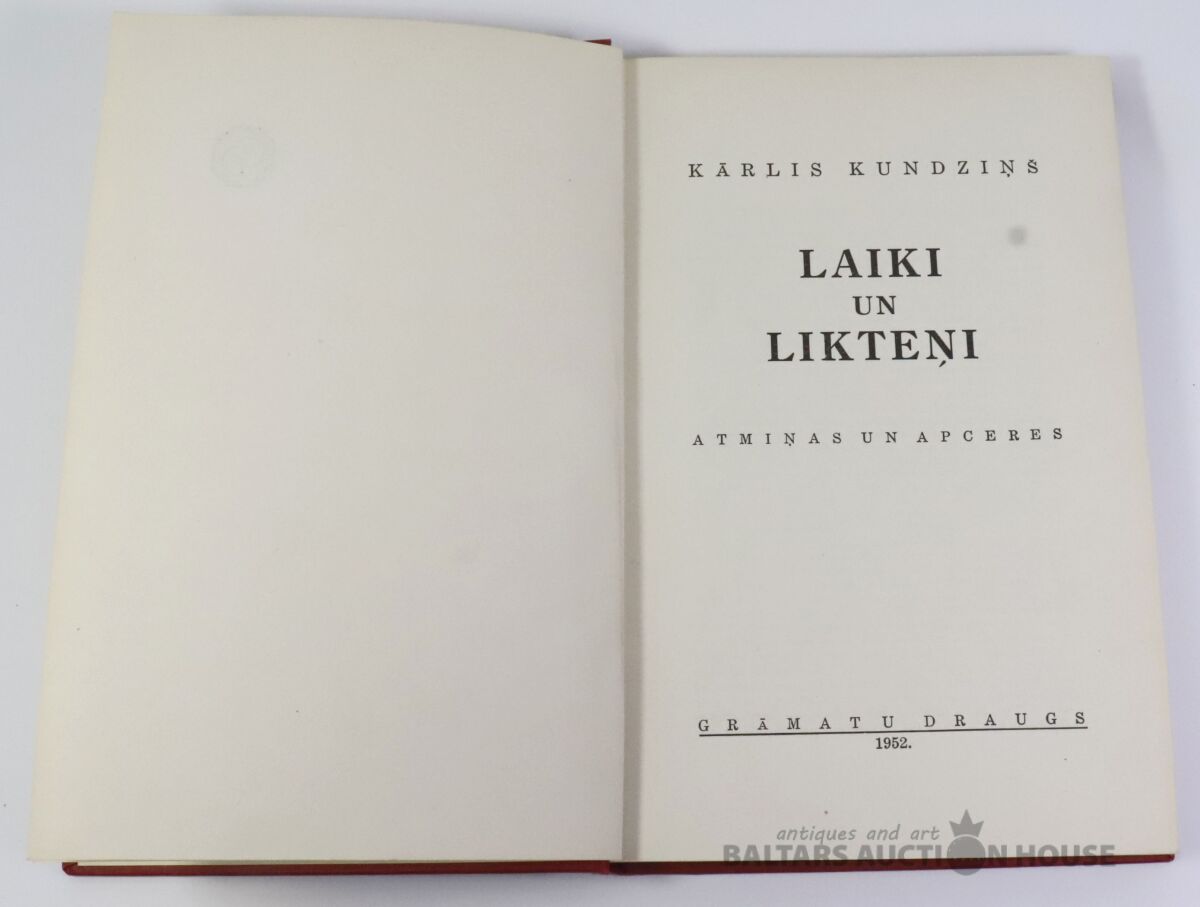 KĀRLIS KUNDZIŅŠ
LAIKI
UN
LIKTEŅI
ATMIŅAS UN APCERES
GRĀMATU DRAUGS
1952.
antiques and art
BALTARS AUCTION HOUSE